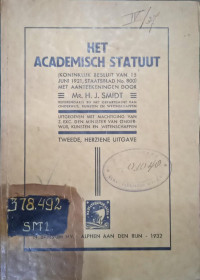 HET
ACADEMISCH STATUUT
(KONINKLIJK BESLUIT VAN 15
JUNI 1921, STAATSBLAD No. 800)
MET AANTEEKENINGEN DOOR
Mr. H. J. SMIDT
UITGEGEVEN MET MACHTIGING VAN
Z. EXC. DEN MINISTER VAN ONDER-
WIJS, KUNSTEN EN WETENSCHAPPEN
TWEEDE, HERZIENE UITGAVE
378.492
SMI
ALPHEN AAN DEN RIJN - 1932